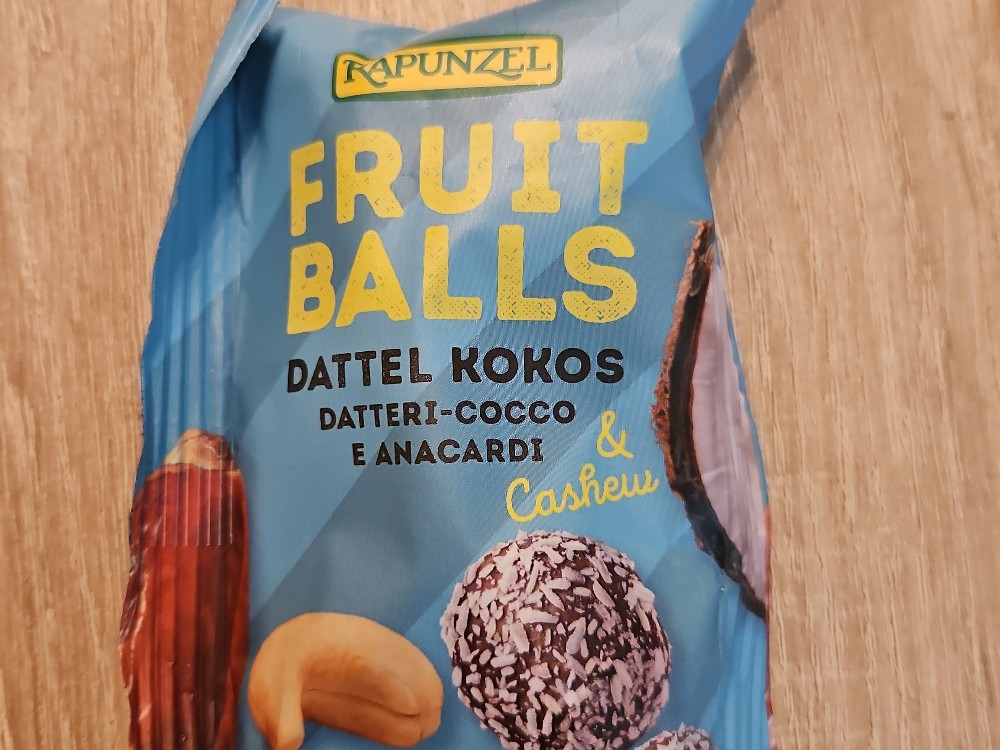 RAPUNZEL
FRUIT
BALLS
DATTEL KOKOS
DATTERI-COCCO
E ANACARDI
&
Cashew